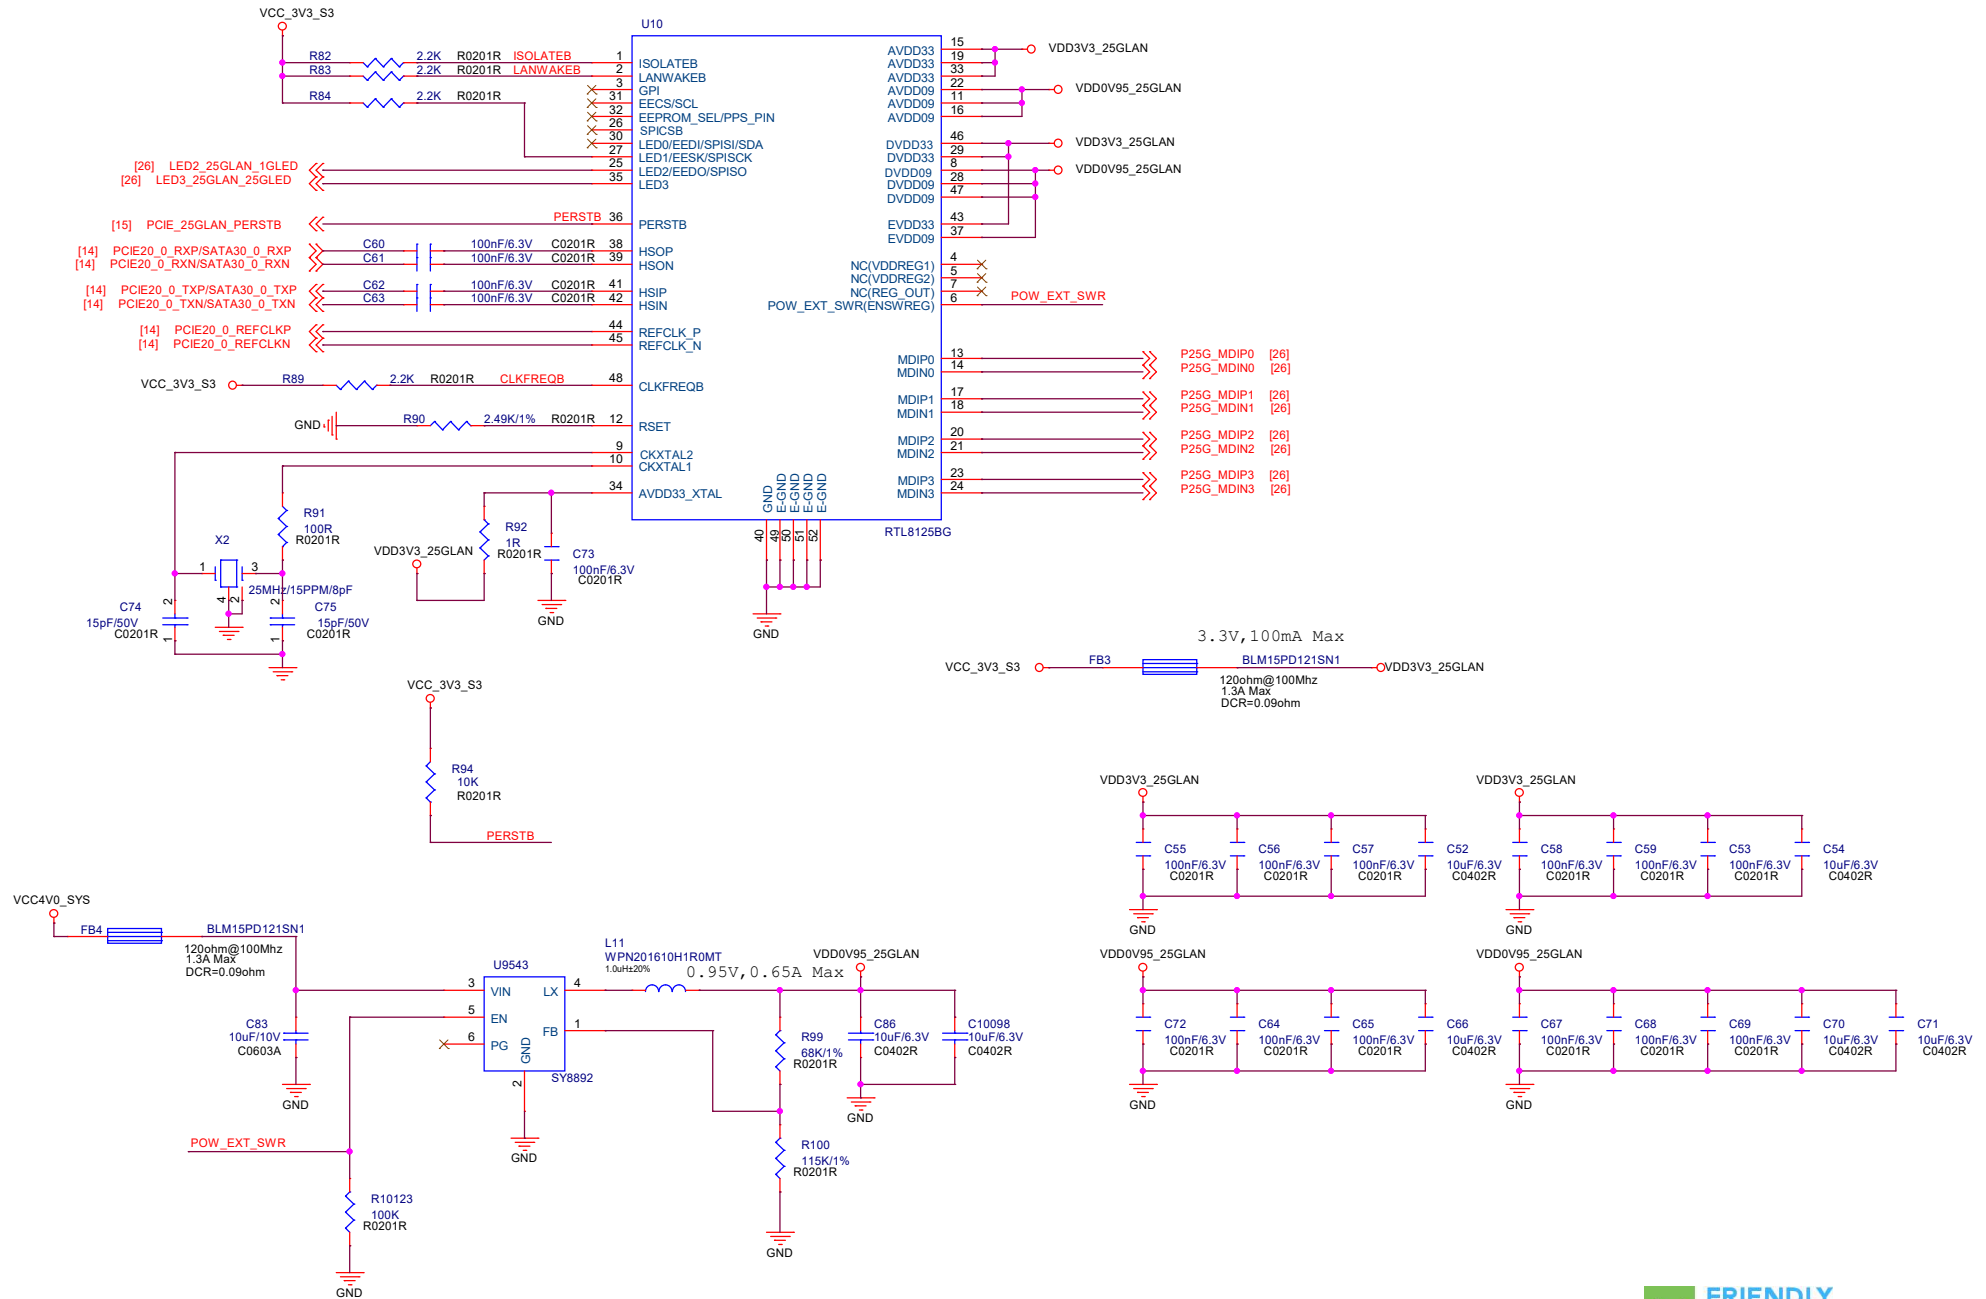 VCC_3V3_S3
R82 2.2K R0201R ISOLATEB 1
R83 2.2K R0201R LANWAKEB 2
R84 2.2K R0201R
3
31
32
26
30
27
[26] LED2_25GLAN_1GLED 25
[26] LED3_25GLAN_25GLED 35
[15] PCIE_25GLAN_PERSTB PERSTB 36
[14] PCIE20_0_RXP/SATA30_0_RXP C60 100nF/6.3V C0201R 38
[14] PCIE20_0_RXN/SATA30_0_RXN C61 100nF/6.3V C0201R 39
[14] PCIE20_0_TXP/SATA30_0_TXP C62 100nF/6.3V C0201R 41
[14] PCIE20_0_TXN/SATA30_0_TXN C63 100nF/6.3V C0201R 42
[14] PCIE20_0_REFCLKP 44
[14] PCIE20_0_REFCLKN 45
VCC_3V3_S3 R89 2.2K R0201R CLKFREQB 48
GND R90 2.49K/1% R0201R 12
9
10
34
U10
ISOLATEB
LANWAKEB
GPI
EECS/SCL
EEPROM_SEL/PPS_PIN
SPICSB
LED0/EEDI/SPISI/SDA
LED1/EESK/SPISCK
LED2/EEDO/SPISO
LED3
PERSTB
HSOP
HSON
HSIP
HSIN
REFCLK_P
REFCLK_N
CLKFREQB
RSET
CKXTAL2
CKXTAL1
AVDD33_XTAL
AVDD33 15 VDD3V3_25GLAN
AVDD33 19
AVDD33 33
AVDD09 22 VDD0V95_25GLAN
AVDD09 11
AVDD09 16
DVDD33 46 VDD3V3_25GLAN
DVDD33 29
DVDD09 8 VDD0V95_25GLAN
DVDD09 28
DVDD09 47
EVDD33 43
EVDD09 37
NC(VDDREG1) 4
NC(VDDREG2) 5
NC(REG_OUT) 7
POW_EXT_SWR(ENSWREG) 6 POW_EXT_SWR
MDIP0 13 P25G_MDIP0 [26]
MDIN0 14 P25G_MDIN0 [26]
MDIP1 17 P25G_MDIP1 [26]
MDIN1 18 P25G_MDIN1 [26]
MDIP2 20 P25G_MDIP2 [26]
MDIN2 21 P25G_MDIN2 [26]
MDIP3 23 P25G_MDIP3 [26]
MDIN3 24 P25G_MDIN3 [26]
GND E-GND E-GND E-GND E-GND
40 49 50 51 52
RTL8125BG
GND
R91
100R
R0201R
X2
1 3
4 2
25MHz/15PPM/8pF
C74
15pF/50V
C0201R
2
1
C75
15pF/50V
C0201R
2
1
VDD3V3_25GLAN
R92
1R
R0201R
C73
100nF/6.3V
C0201R
GND
3.3V,100mA Max
VCC_3V3_S3 FB3 BLM15PD121SN1 VDD3V3_25GLAN
120ohm@100Mhz
1.3A Max
DCR=0.09ohm
VCC_3V3_S3
R94
10K
R0201R
PERSTB
VDD3V3_25GLAN
C55
100nF/6.3V
C0201R
C56
100nF/6.3V
C0201R
C57
100nF/6.3V
C0201R
C52
10uF/6.3V
C0402R
GND
VDD3V3_25GLAN
C58
100nF/6.3V
C0201R
C59
100nF/6.3V
C0201R
C53
100nF/6.3V
C0201R
C54
10uF/6.3V
C0402R
GND
VCC4V0_SYS
FB4 BLM15PD121SN1
120ohm@100Mhz
1.3A Max
DCR=0.09ohm
C83
10uF/10V
C0603A
GND
U9543
3 VIN
5 EN
6 PG
LX 4
FB 1
GND
2
SY8892
GND
L11
WPN201610H1R0MT
1.0uH±20%
0.95V,0.65A Max
VDD0V95_25GLAN
R99
68K/1%
R0201R
C86
10uF/6.3V
C0402R
C10098
10uF/6.3V
C0402R
GND
R100
115K/1%
R0201R
GND
POW_EXT_SWR
R10123
100K
R0201R
GND
VDD0V95_25GLAN
C72
100nF/6.3V
C0201R
C64
100nF/6.3V
C0201R
C65
100nF/6.3V
C0201R
C66
10uF/6.3V
C0402R
GND
VDD0V95_25GLAN
C67
100nF/6.3V
C0201R
C68
100nF/6.3V
C0201R
C69
100nF/6.3V
C0201R
C70
10uF/6.3V
C0402R
C71
10uF/6.3V
C0402R
GND
FRIENDLY